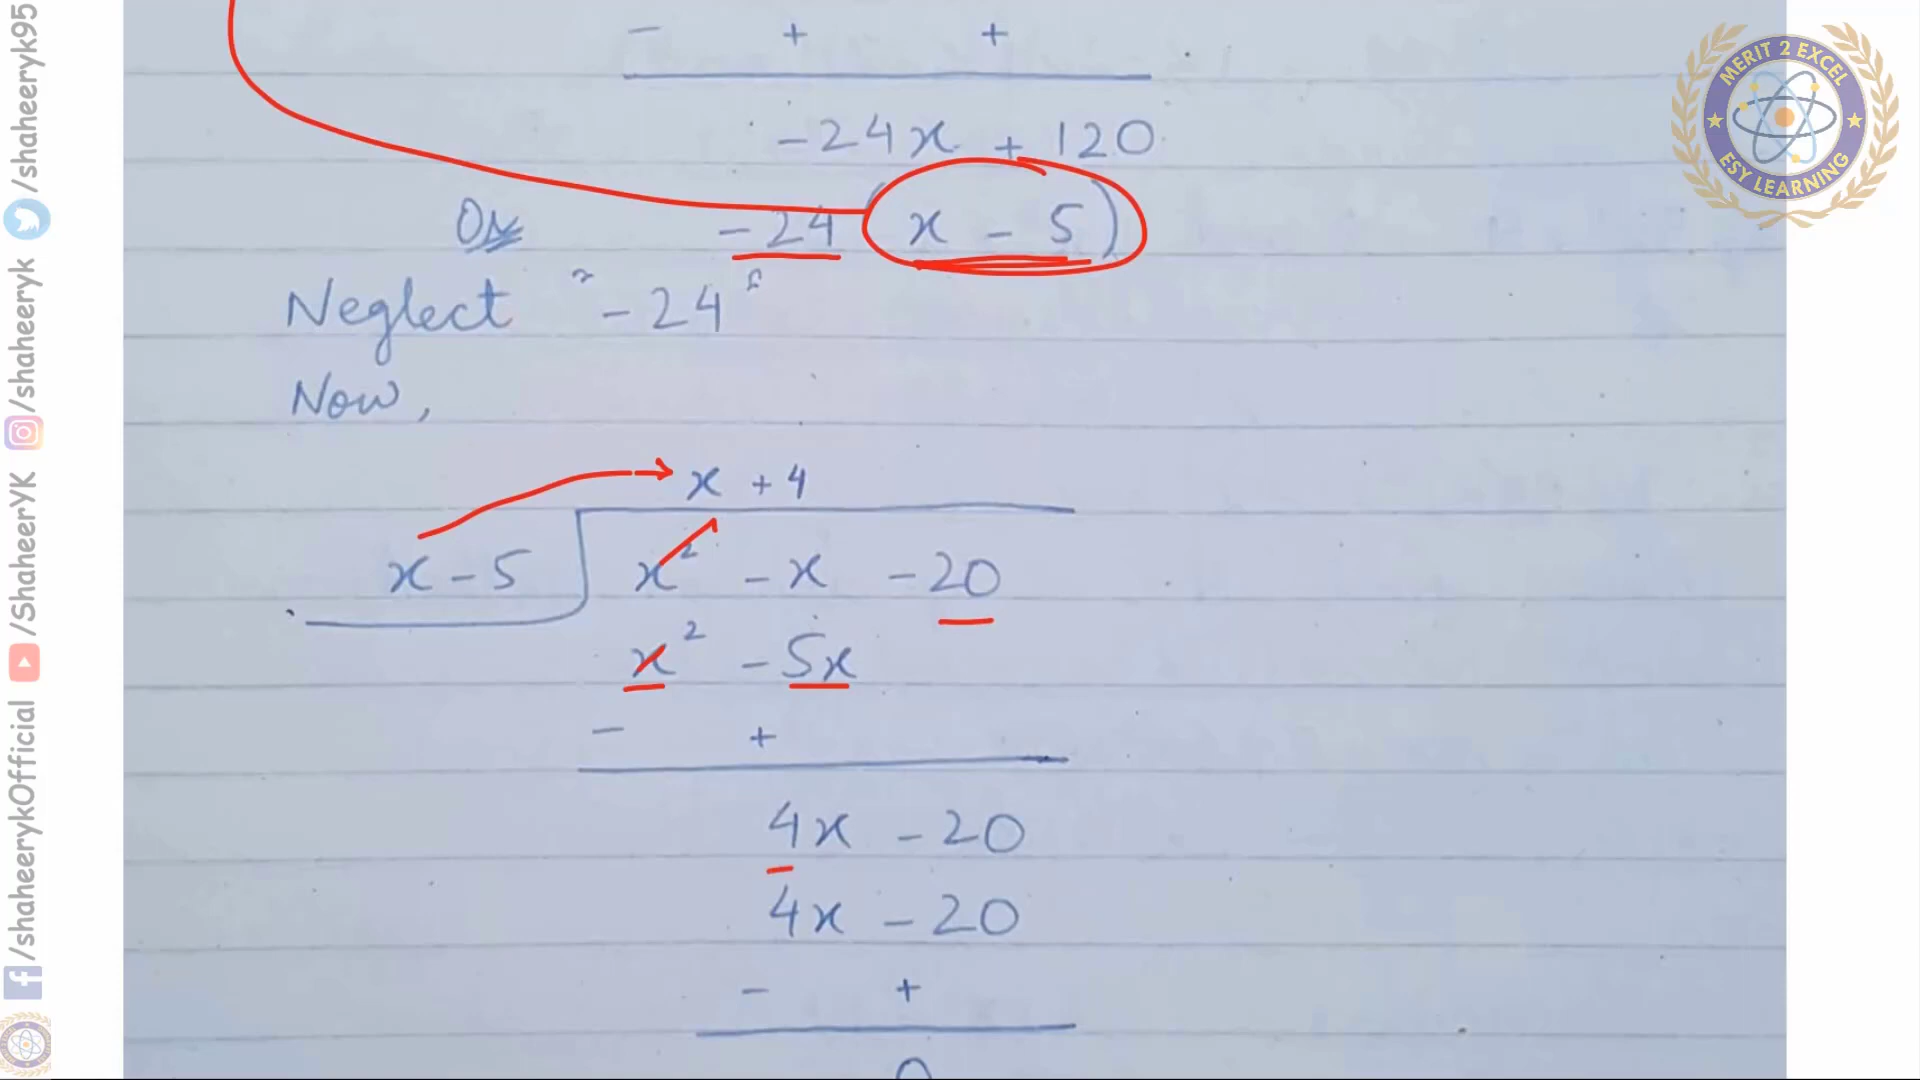 - + +
-24x + 120
Or -24 (x - 5)
Neglect "-24"
Now,
x + 4
x - 5 x² - x - 20
x² - 5x
- +
4x - 20
4x - 20
- +
0
MERIT 2 EXCEL
ESY LEARNING
/shaheeryk95
/shaheeryk
/ShaheerYK
/shaheerykOfficial